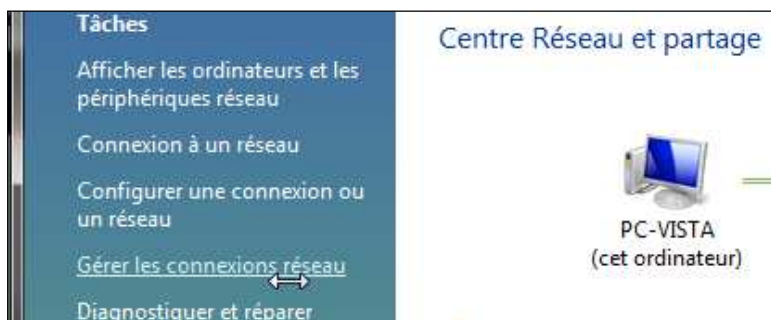 Tâches
Afficher les ordinateurs et les
périphériques réseau
Connexion à un réseau
Configurer une connexion ou
un réseau
Gérer les connexions réseau
Diagnostiquer et réparer
Centre Réseau et partage
PC-VISTA
(cet ordinateur)